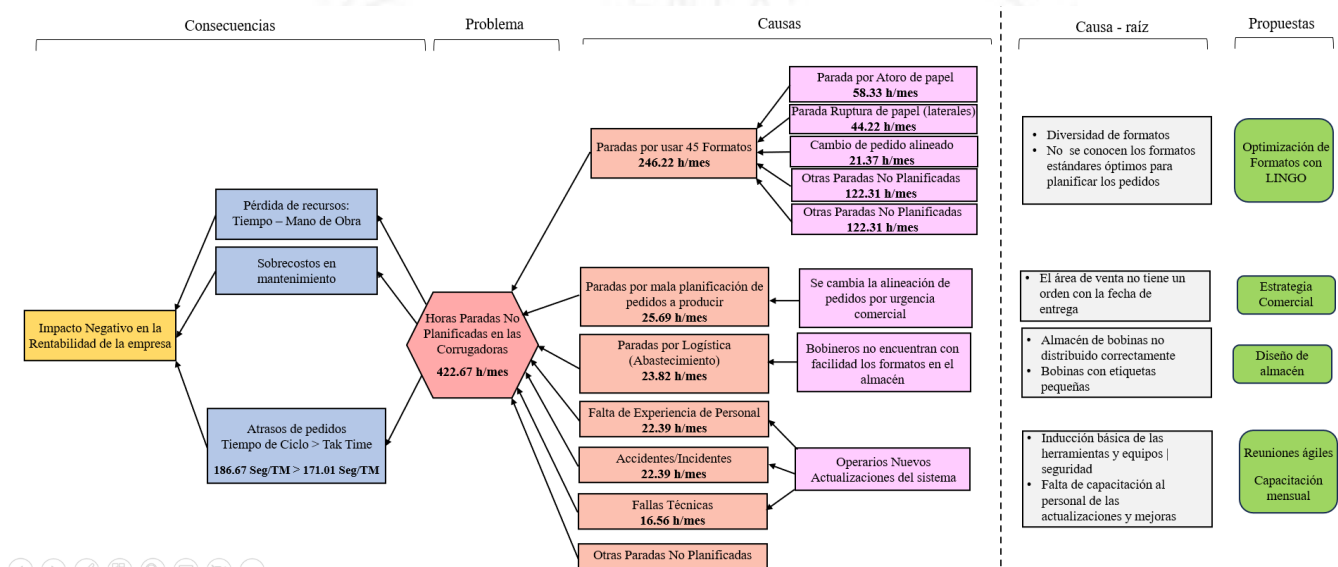 Consecuencias
Problema
Causas
Causa - raíz
Propuestas
Impacto Negativo en la
Rentabilidad de la empresa
Pérdida de recursos:
Tiempo – Mano de Obra
Sobrecostos en
mantenimiento
Atrasos de pedidos
Tiempo de Ciclo > Tak Time
186.67 Seg/TM > 171.01 Seg/TM
Horas Paradas No
Planificadas en las
Corrugadoras
422.67 h/mes
Paradas por usar 45 Formatos
246.22 h/mes
Parada por Atoro de papel
58.33 h/mes
Parada Ruptura de papel (laterales)
44.22 h/mes
Cambio de pedido alineado
21.37 h/mes
Otras Paradas No Planificadas
122.31 h/mes
Otras Paradas No Planificadas
122.31 h/mes
Paradas por mala planificación de
pedidos a producir
25.69 h/mes
Se cambia la alineación de
pedidos por urgencia
comercial
Paradas por Logística
(Abastecimiento)
23.82 h/mes
Bobineros no encuentran con
facilidad los formatos en el
almacén
Falta de Experiencia de Personal
22.39 h/mes
Accidentes/Incidentes
22.39 h/mes
Fallas Técnicas
16.56 h/mes
Operarios Nuevos
Actualizaciones del sistema
Otras Paradas No Planificadas
• Diversidad de formatos
• No se conocen los formatos
estándares óptimos para
planificar los pedidos
Optimización de
Formatos con
LINGO
• El área de venta no tiene un
orden con la fecha de
entrega
Estrategia
Comercial
• Almacén de bobinas no
distribuido correctamente
• Bobinas con etiquetas
pequeñas
Diseño de
almacén
• Inducción básica de las
herramientas y equipos |
seguridad
• Falta de capacitación al
personal de las
actualizaciones y mejoras
Reuniones ágiles
Capacitación
mensual